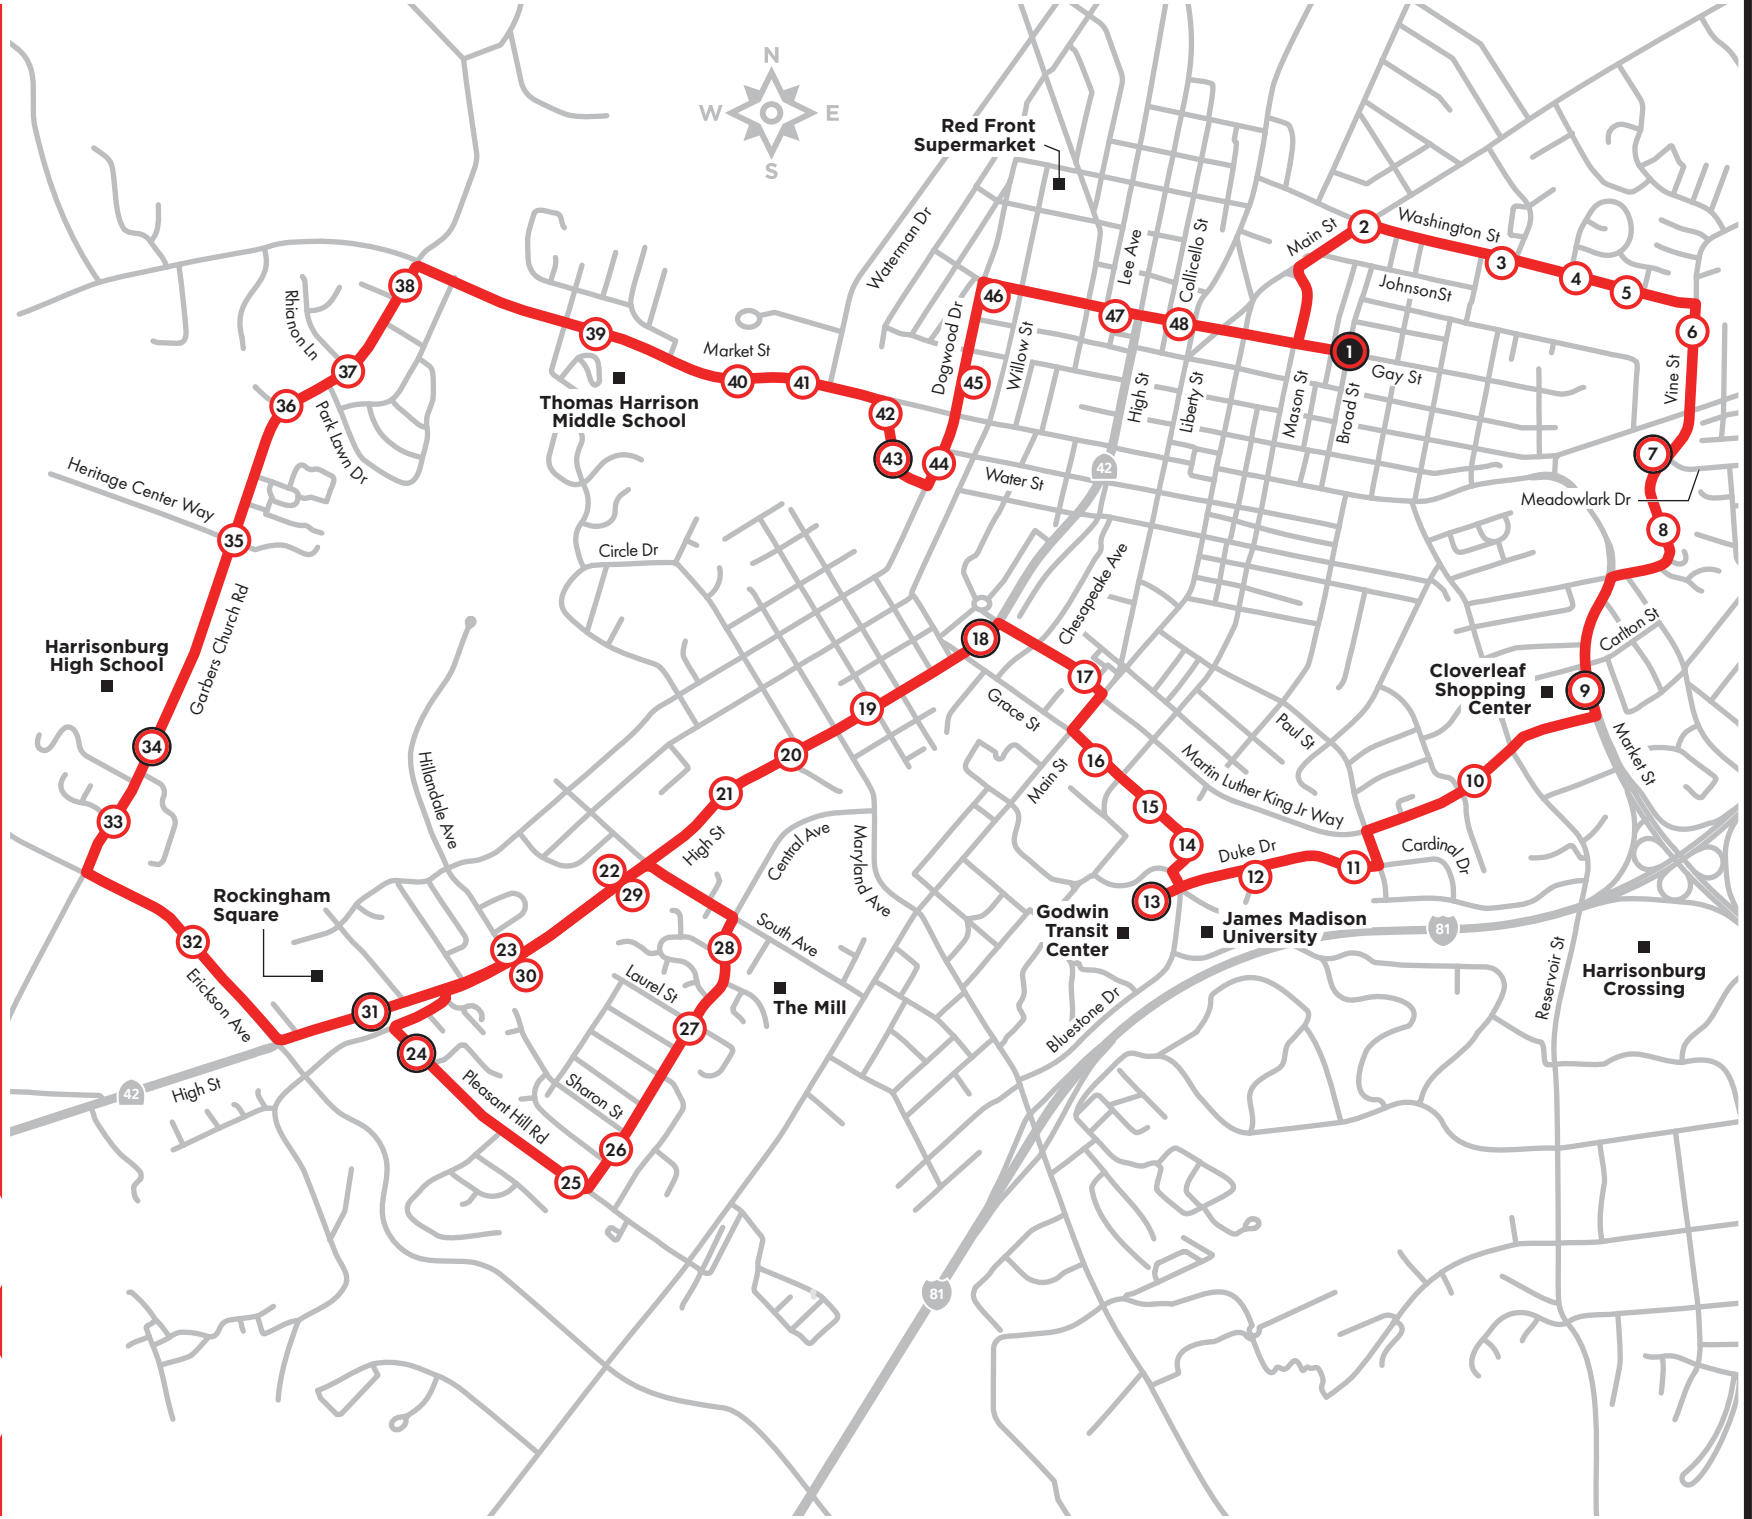 N
W
E
S
Red Front
Supermarket
Waterman Dr
Lee Ave
Collicello St
Main St
2
Washington St
3
4
5
6
JohnsonSt
38
Rhianon Ln
39
Market St
40
41
42
37
36
Park Lawn Dr
Thomas Harrison
Middle School
46
47
48
1
Gay St
Dogwood Dr
Willow St
45
High St
Liberty St
Mason St
Broad St
Vine St
43
44
Water St
42
7
Meadowlark Dr
8
Heritage Center Way
35
Circle Dr
Chesapeake Ave
Garbers Church Rd
Harrisonburg
High School
34
33
18
17
19
20
21
Grace St
Main St
16
15
14
Paul St
Martin Luther King Jr Way
Carlton St
Cloverleaf
Shopping
Center
9
Market St
10
Hillandale Ave
High St
Central Ave
Maryland Ave
22
29
Duke Dr
12
11
Cardinal Dr
13
Rockingham
Square
32
Erickson Ave
23
30
31
24
28
South Ave
Laurel St
The Mill
27
Godwin
Transit
Center
James Madison
University
81
Reservoir St
Harrisonburg
Crossing
Bluestone Dr
42
High St
Pleasant Hill Rd
Sharon St
26
25
81